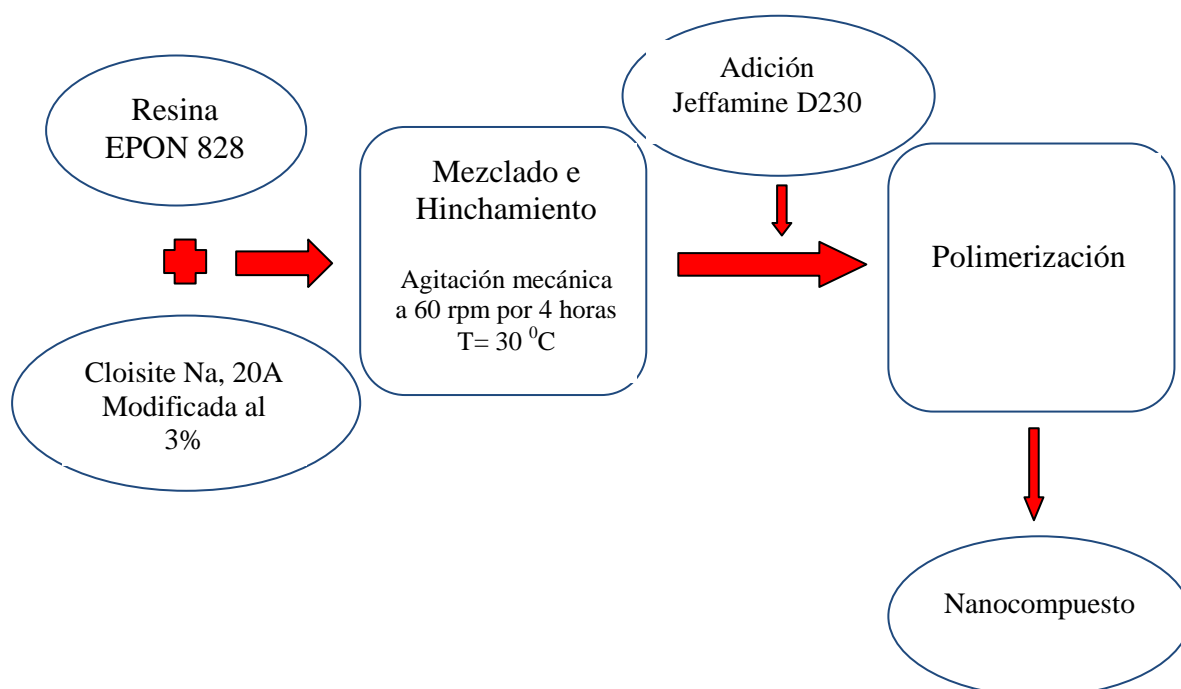 Resina
EPON 828
Cloisite Na, 20A
Modificada al
3%
Mezclado e
Hinchamiento
Agitación mecánica
a 60 rpm por 4 horas
T= 30 ⁰C
Adición
Jeffamine D230
Polimerización
Nanocompuesto